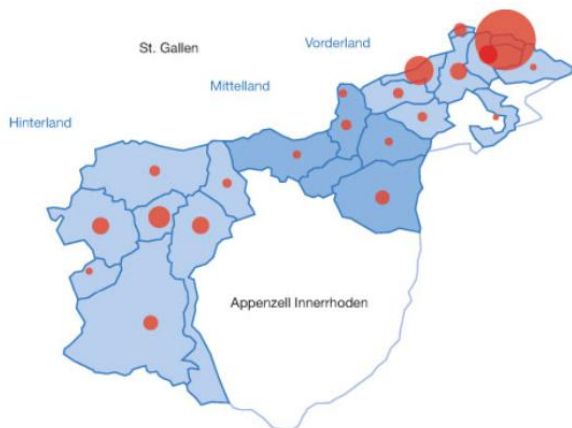 St. Gallen
Vorderland
Mittelland
Hinterland
Appenzell Innerrhoden